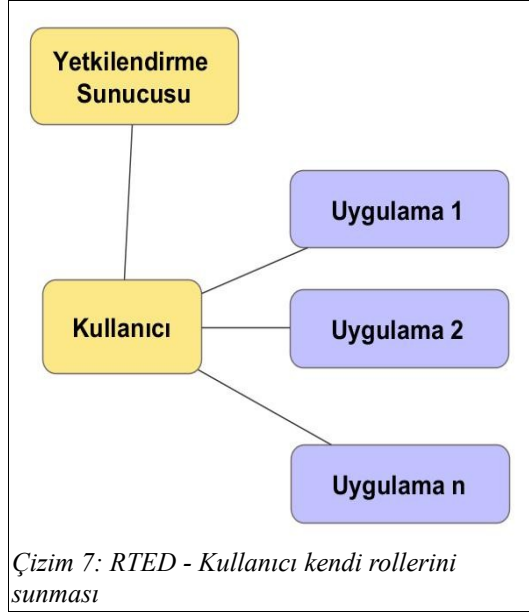 Yetkilendirme
Sunucusu
Uygulama 1
Kullanıcı
Uygulama 2
Uygulama n
Çizim 7: RTED - Kullanıcı kendi rollerini
sunması